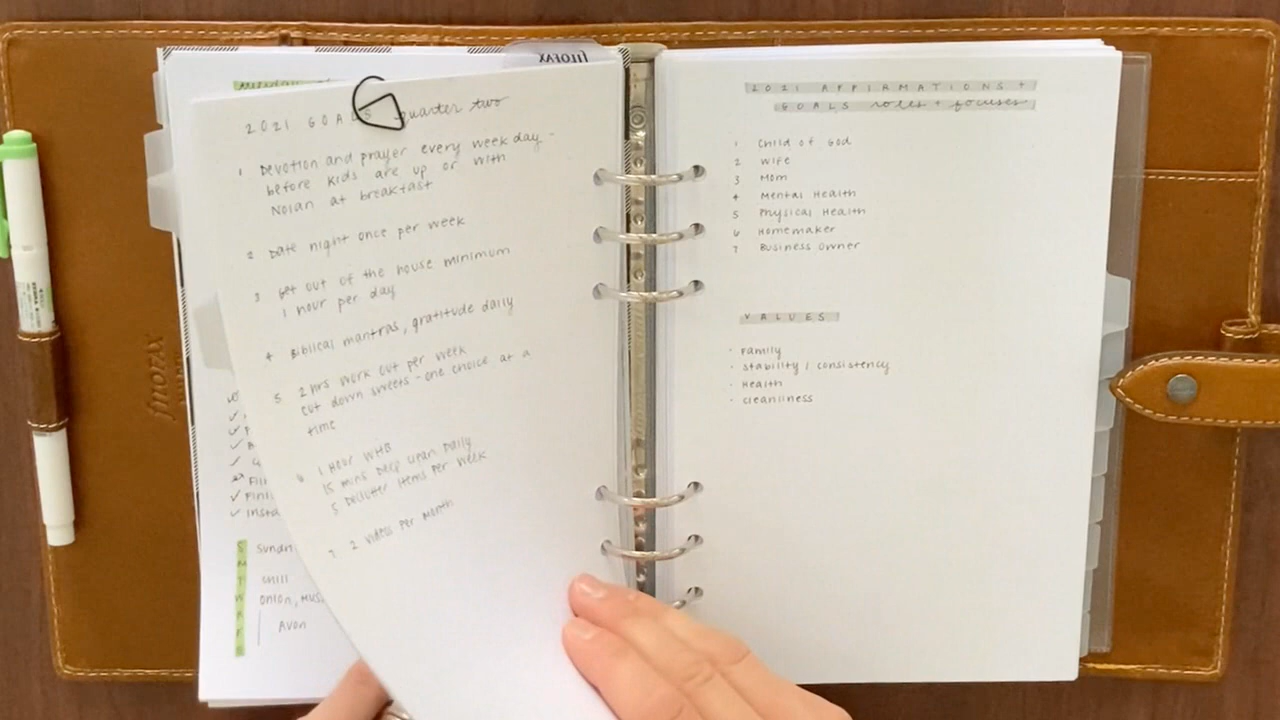 FILOFAX
2021 GOALS quarter two
1 Devotion and prayer every week day -
before kids are up or with
Nolan at breakfast
2 Date night once per week
3 get out of the house minimum
1 hour per day
4 Biblical mantras, gratitude daily
5 2 hrs work out per week
cut down sweets - one choice at a
time
6 1 Hour WHB
15 mins Deep clean Daily
5 Declutter items per week
7 2 videos per month
S Sundr
M
T chill
W onion, mus
T Avon
F
S
filofax
2021 AFFIRMATIONS +
GOALS notes + focuses
1 Child of God
2 Wife
3 Mom
4 Mental Health
5 Physical Health
6 Homemaker
7 Business Owner
VALUES
· Family
· stability / consistency
· Health
· cleanliness